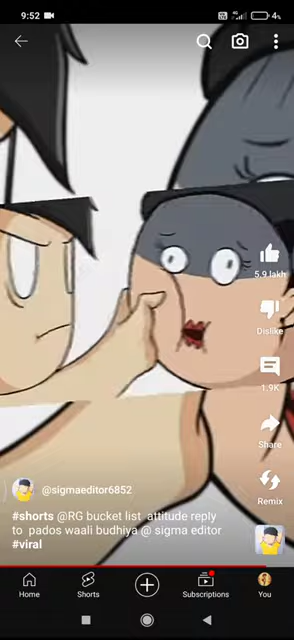 9:52
4%
5.9 lakh
Dislike
1.9K
Share
Remix
@sigmaeditor6852
#shorts @RG bucket list attitude reply
to pados waali budhiya @ sigma editor
#viral
Home
Shorts
Subscriptions
You